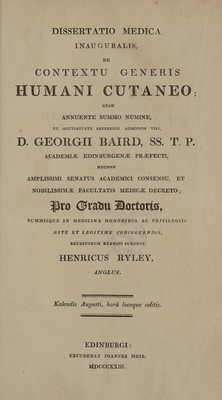 DISSERTATIO MEDICA
INAUGURALIS,
DE
CONTEXTU GENERIS
HUMANI CUTANEO;
QUAM
ANNUENTE SUMMO NUMINE,
EX AUCTORITATE REVERENDI ADMODUM VIRI,
D. GEORGII BAIRD, SS. T. P.
ACADEMIÆ EDINBURGENÆ PRÆFECTI,
NECNON
AMPLISSIMI SENATUS ACADEMICI CONSENSU, ET
NOBILISSIMÆ FACULTATIS MEDICÆ DECRETO;
Pro Gradu Doctoris,
SUMMISQUE IN MEDICINA HONORIBUS AC PRIVILEGIIS
RITE ET LEGITIME CONSEQUENDIS,
ERUDITORUM EXAMINI SUBJICIT
HENRICUS RYLEY,
ANGLUS.
Kalendis Augusti, horâ locoque solitis.
EDINBURGI:
EXCUDEBAT JOANNES MOIR.
MDCCCXXIII.